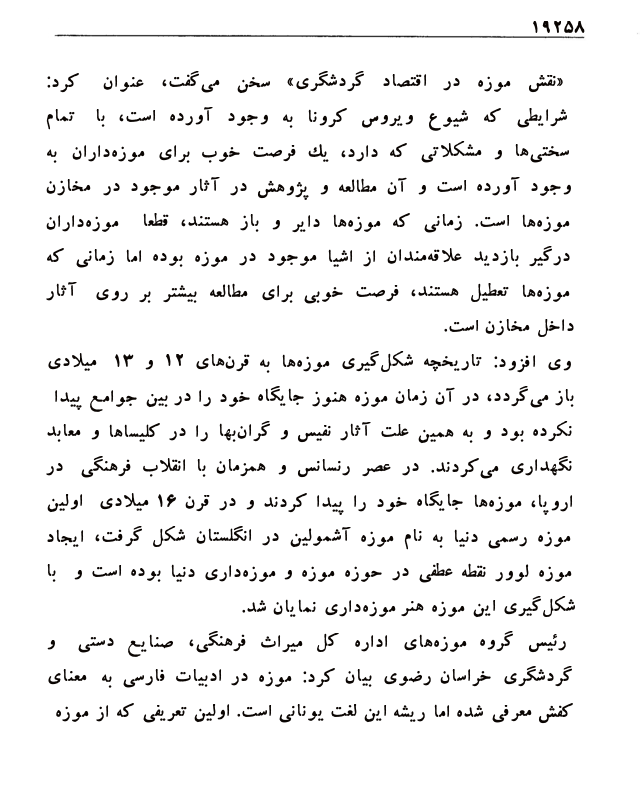 ۱۹۲۵۸
«نقش موزه در اقتصاد گردشگری» سخن می‌گفت، عنوان کرد:
شرایطی که شیوع ویروس کرونا به وجود آورده است، با تمام
سختی‌ها و مشکلاتی که دارد، یك فرصت خوب برای موزه‌داران به
وجود آورده است و آن مطالعه و پژوهش در آثار موجود در مخازن
موزه‌ها است. زمانی که موزه‌ها دایر و باز هستند، قطعا موزه‌داران
درگیر بازدید علاقه‌مندان از اشیا موجود در موزه بوده اما زمانی که
موزه‌ها تعطیل هستند، فرصت خوبی برای مطالعه بیشتر بر روی آثار
داخل مخازن است.
وی افزود: تاریخچه شکل‌گیری موزه‌ها به قرن‌های ۱۲ و ۱۳ میلادی
باز می‌گردد، در آن زمان موزه هنوز جایگاه خود را در بین جوامع پیدا
نکرده بود و به همین علت آثار نفیس و گران‌بها را در کلیساها و معابد
نگهداری می‌کردند. در عصر رنسانس و همزمان با انقلاب فرهنگی در
اروپا، موزه‌ها جایگاه خود را پیدا کردند و در قرن ۱۶ میلادی اولین
موزه رسمی دنیا به نام موزه آشمولین در انگلستان شکل گرفت، ایجاد
موزه لوور نقطه عطفی در حوزه موزه و موزه‌داری دنیا بوده است و با
شکل‌گیری این موزه هنر موزه‌داری نمایان شد.
رئیس گروه موزه‌های اداره کل میراث فرهنگی، صنایع دستی و
گردشگری خراسان رضوی بیان کرد: موزه در ادبیات فارسی به معنای
کفش معرفی شده اما ریشه این لغت یونانی است. اولین تعریفی که از موزه